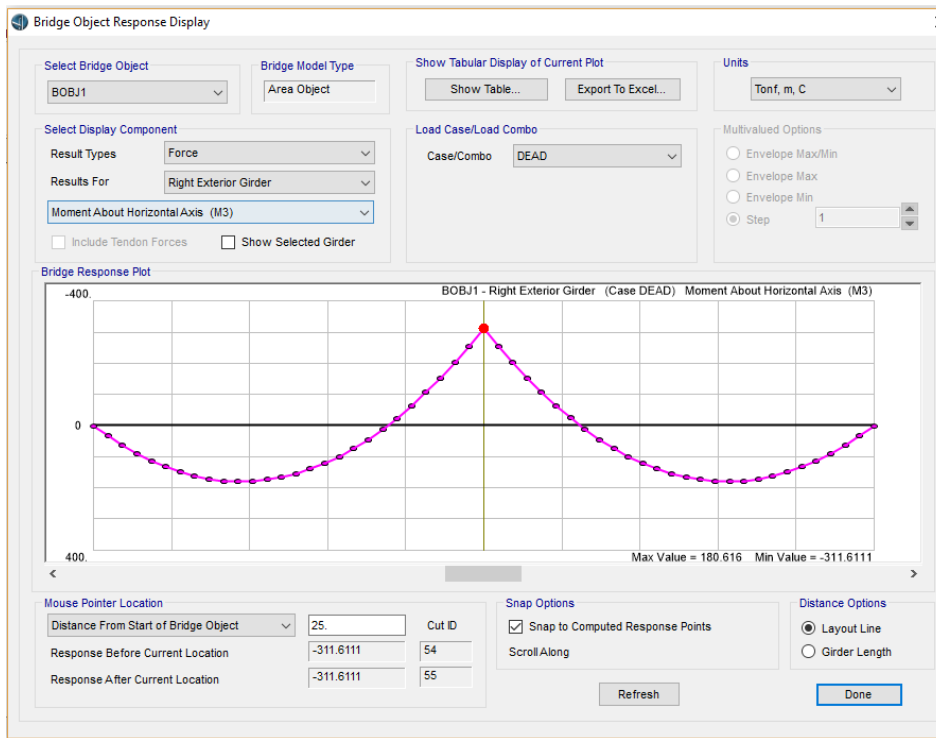 Bridge Object Response Display
Select Bridge Object
BOBJ1
Bridge Model Type
Area Object
Show Tabular Display of Current Plot
Show Table...
Export To Excel...
Units
Tonf, m, C
Select Display Component
Result Types
Force
Results For
Right Exterior Girder
Moment About Horizontal Axis (M3)
Include Tendon Forces
Show Selected Girder
Load Case/Load Combo
Case/Combo
DEAD
Multivalued Options
Envelope Max/Min
Envelope Max
Envelope Min
Step
1
Bridge Response Plot
-400.
BOBJ1 - Right Exterior Girder (Case DEAD) Moment About Horizontal Axis (M3)
0
400.
Max Value = 180.616 Min Value = -311.6111
Mouse Pointer Location
Distance From Start of Bridge Object
25.
Cut ID
Response Before Current Location
-311.6111
54
Response After Current Location
-311.6111
55
Snap Options
Snap to Computed Response Points
Scroll Along
Distance Options
Layout Line
Girder Length
Refresh
Done